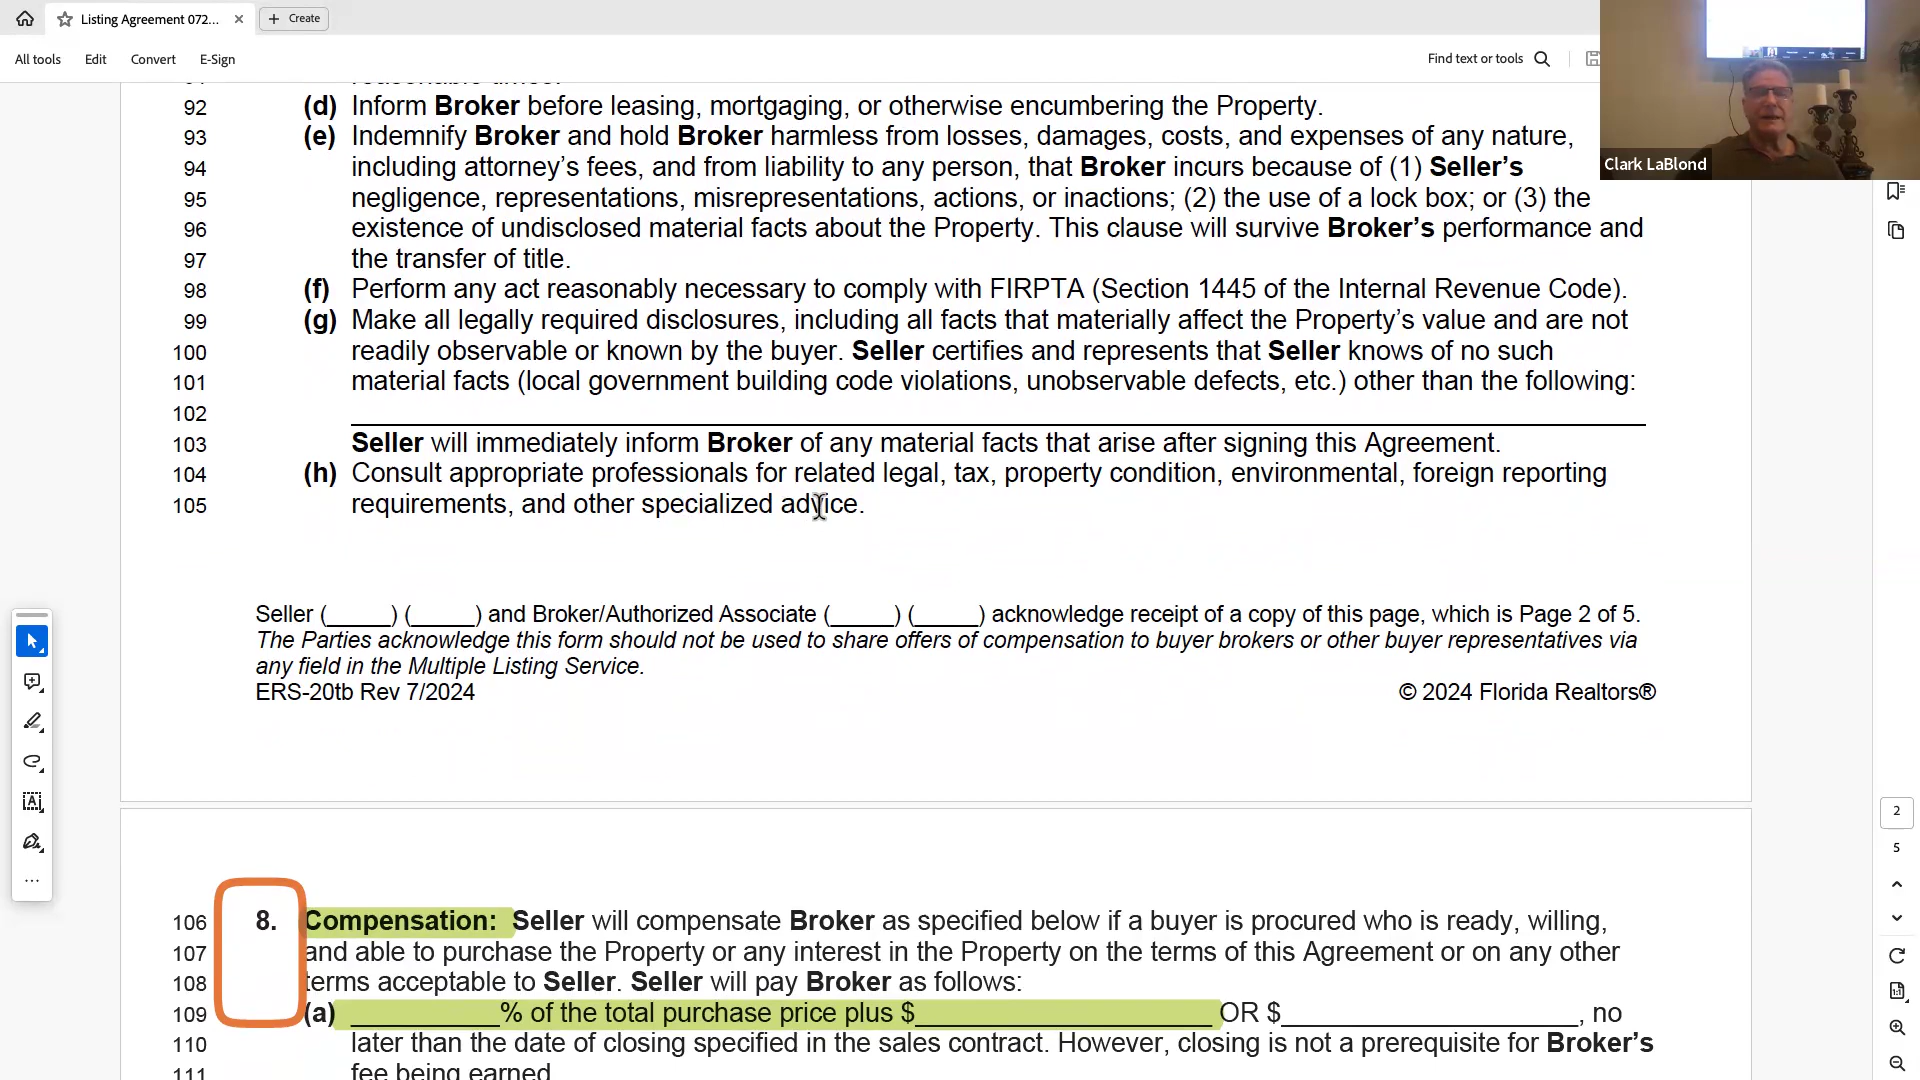 Listing Agreement 072...
Create
All tools
Edit
Convert
E-Sign
Find text or tools
Clark LaBlond
92 (d) Inform Broker before leasing, mortgaging, or otherwise encumbering the Property.
93 (e) Indemnify Broker and hold Broker harmless from losses, damages, costs, and expenses of any nature,
94 including attorney's fees, and from liability to any person, that Broker incurs because of (1) Seller's
95 negligence, representations, misrepresentations, actions, or inactions; (2) the use of a lock box; or (3) the
96 existence of undisclosed material facts about the Property. This clause will survive Broker's performance and
97 the transfer of title.
98 (f) Perform any act reasonably necessary to comply with FIRPTA (Section 1445 of the Internal Revenue Code).
99 (g) Make all legally required disclosures, including all facts that materially affect the Property's value and are not
100 readily observable or known by the buyer. Seller certifies and represents that Seller knows of no such
101 material facts (local government building code violations, unobservable defects, etc.) other than the following:
102
103 Seller will immediately inform Broker of any material facts that arise after signing this Agreement.
104 (h) Consult appropriate professionals for related legal, tax, property condition, environmental, foreign reporting
105 requirements, and other specialized advice.
Seller (_____) (_____) and Broker/Authorized Associate (_____) (_____) acknowledge receipt of a copy of this page, which is Page 2 of 5.
The Parties acknowledge this form should not be used to share offers of compensation to buyer brokers or other buyer representatives via
any field in the Multiple Listing Service.
ERS-20tb Rev 7/2024 © 2024 Florida Realtors®
2
5
106 8. Compensation: Seller will compensate Broker as specified below if a buyer is procured who is ready, willing,
107 and able to purchase the Property or any interest in the Property on the terms of this Agreement or on any other
108 terms acceptable to Seller. Seller will pay Broker as follows:
109 (a) __________% of the total purchase price plus $____________________ OR $____________________, no
110 later than the date of closing specified in the sales contract. However, closing is not a prerequisite for Broker's
111 fee being earned